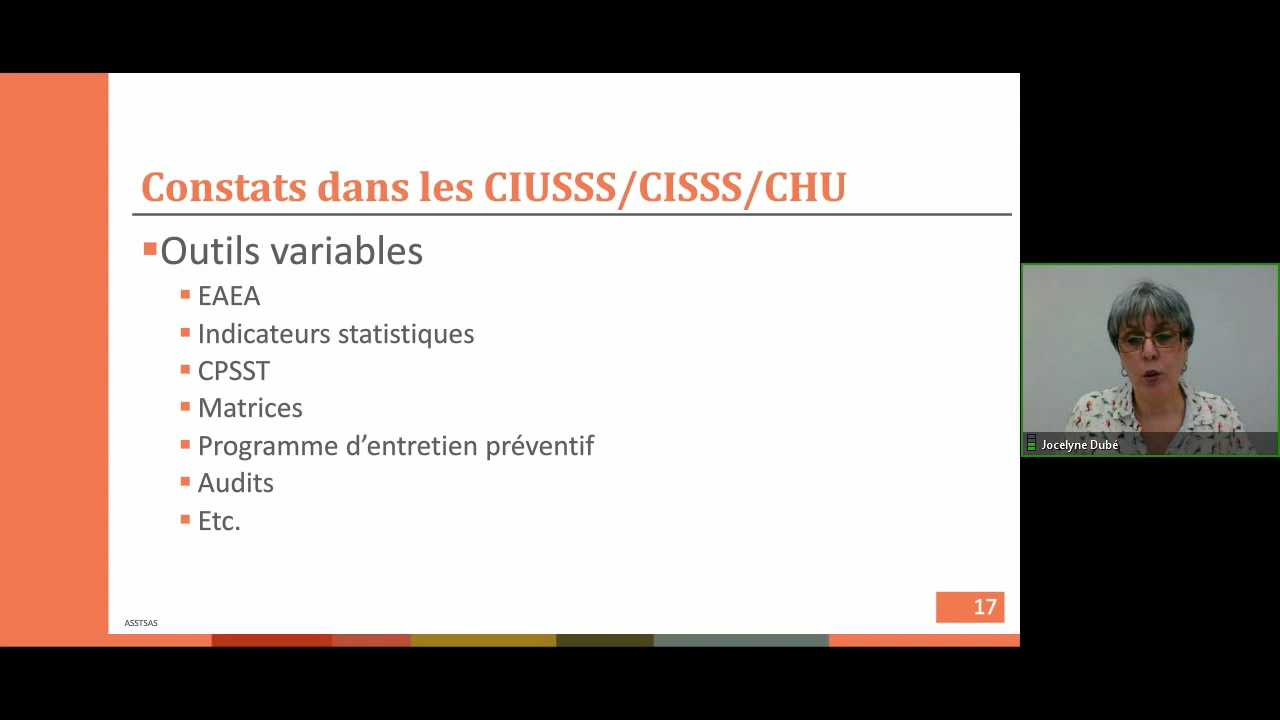 Constats dans les CIUSSS/CISSS/CHU
Outils variables
EAEA
Indicateurs statistiques
CPSST
Matrices
Programme d’entretien préventif
Audits
Etc.
17
ASSTSAS
Jocelyne Dubé